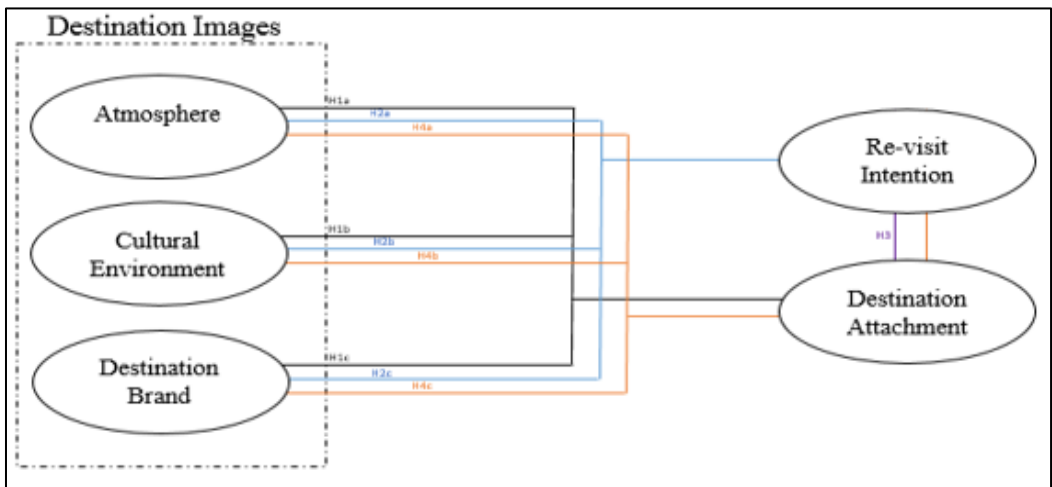 Destination Images
Atmosphere
H1a
H2a
H4a
Re-visit
Intention
Cultural
Environment
H1b
H2b
H4b
H3
Destination
Attachment
Destination
Brand
H1c
H2c
H4c